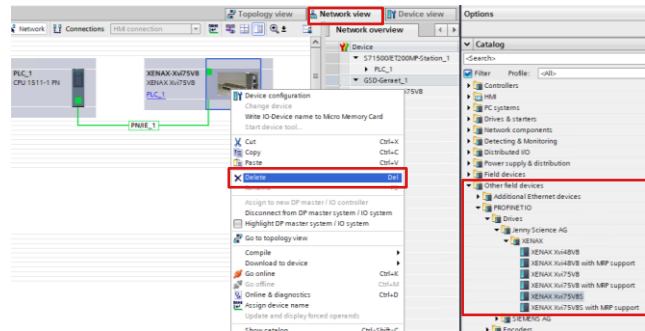 Topology view
Network view
Device view
Options
Network
Connections
HMI connection
Network overview
Catalog
Device
<Search>
S71500/ET200MP-Station_1
Filter
Profile:
<All>
PLC_1
GSD-Geraet_1
Controllers
HMI
PC systems
Drives & starters
Network components
Detecting & Monitoring
Distributed I/O
Power supply & distribution
Field devices
Other field devices
Additional Ethernet devices
PROFINET IO
Drives
Jenny Science AG
XENAX
XENAX Xvi48V8
XENAX Xvi48V8 with MRP support
XENAX Xvi75V8
XENAX Xvi75V8 with MRP support
XENAX Xvi75V8S
XENAX Xvi75V8S with MRP support
SIEMENS AG
Encoders
PLC_1
CPU 1511-1 PN
XENAX-Xvi75V8
XENAX Xvi75V8
PLC_1
PN/IE_1
Device configuration
Change device
Write IO-Device name to Micro Memory Card
Start device tool...
Cut Ctrl+X
Copy Ctrl+C
Paste Ctrl+V
Delete Del
Assign to new DP master / IO controller
Disconnect from DP master system / IO system
Highlight DP master system / IO system
Go to topology view
Compile
Download to device
Go online Ctrl+K
Go offline Ctrl+M
Online & diagnostics Ctrl+D
Assign device name
Update and display forced operands
Show catalog Ctrl+Shift+C